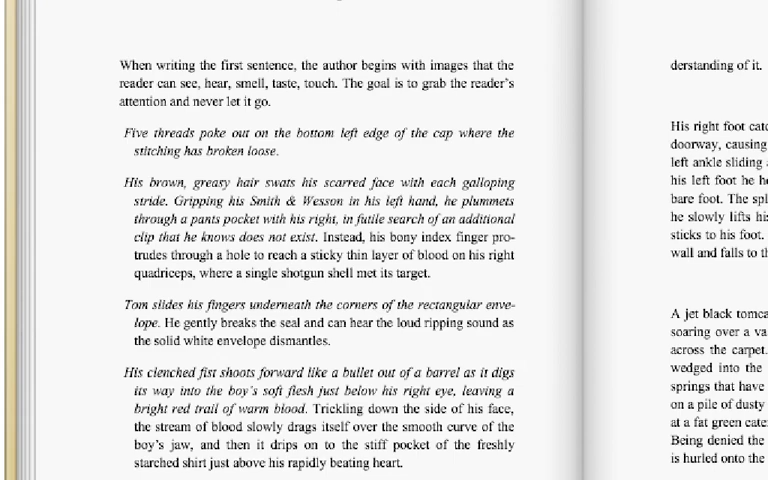 When writing the first sentence, the author begins with images that the
reader can see, hear, smell, taste, touch. The goal is to grab the reader's
attention and never let it go.
Five threads poke out on the bottom left edge of the cap where the
stitching has broken loose.
His brown, greasy hair swats his scarred face with each galloping
stride. Gripping his Smith & Wesson in his left hand, he plummets
through a pants pocket with his right, in futile search of an additional
clip that he knows does not exist. Instead, his bony index finger pro-
trudes through a hole to reach a sticky thin layer of blood on his right
quadriceps, where a single shotgun shell met its target.
Tom slides his fingers underneath the corners of the rectangular enve-
lope. He gently breaks the seal and can hear the loud ripping sound as
the solid white envelope dismantles.
His clenched fist shoots forward like a bullet out of a barrel as it digs
its way into the boy's soft flesh just below his right eye, leaving a
bright red trail of warm blood. Trickling down the side of his face,
the stream of blood slowly drags itself over the smooth curve of the
boy's jaw, and then it drips on to the stiff pocket of the freshly
starched shirt just above his rapidly beating heart.
derstanding of it.
His right foot
doorway, causing
left ankle sliding
his left foot he
bare foot. The
he slowly lifts
sticks to his foot.
wall and falls to
A jet black
soaring over a
across the carpet.
wedged into the
springs that have
on a pile of dusty
at a fat green
Being denied the
is hurled onto the